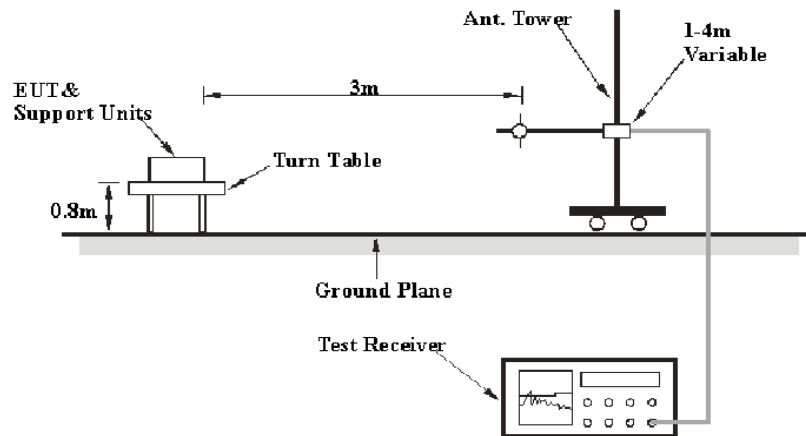 Ant. Tower
1-4m
Variable
EUT&
Support Units
3m
Turn Table
0.8m
Ground Plane
Test Receiver